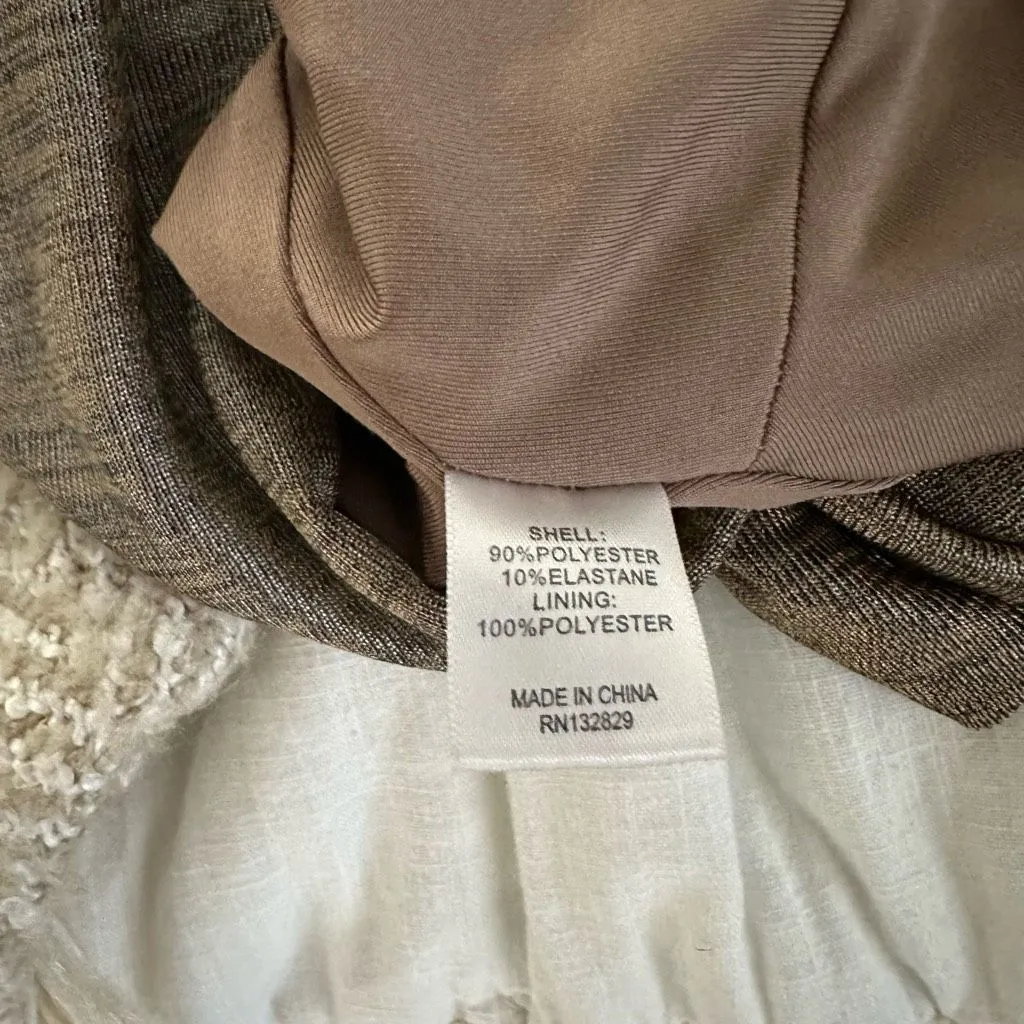 SHELL:
90%POLYESTER
10%ELASTANE
LINING:
100%POLYESTER
MADE IN CHINA
RN132829